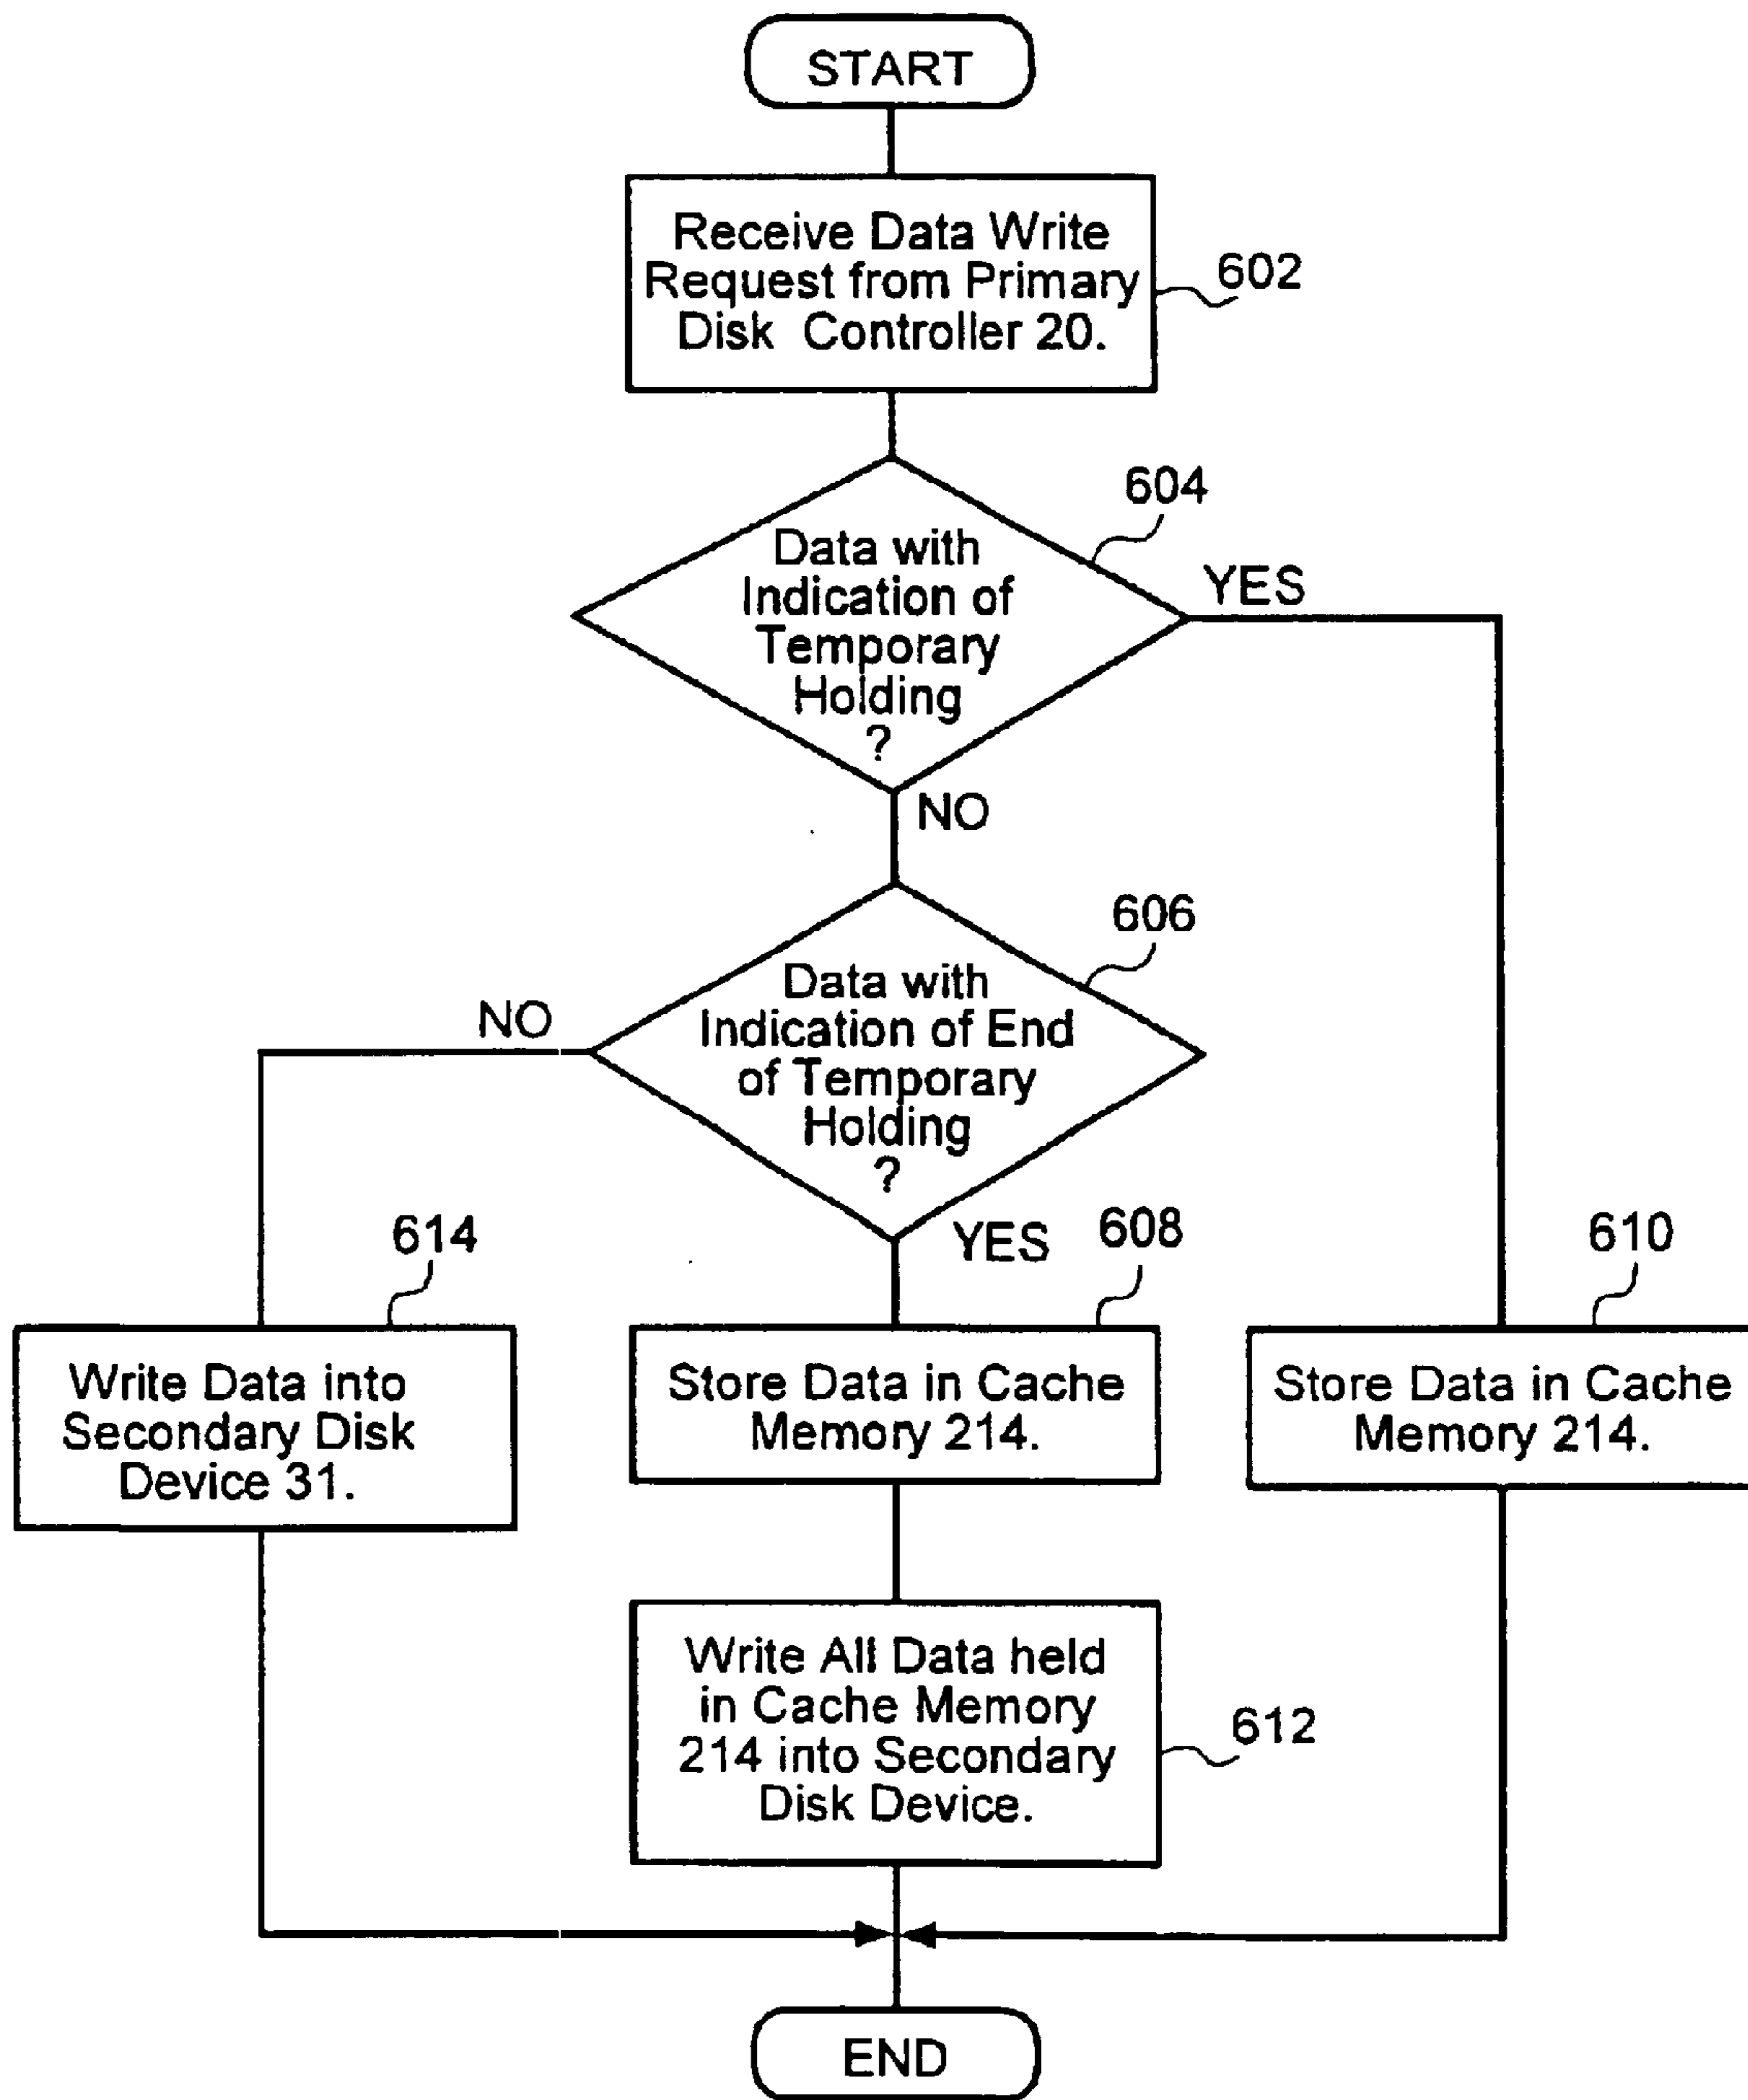 START
Receive Data Write
Request from Primary
Disk Controller 20.
602
604
Data with
Indication of
Temporary
Holding
?
YES
NO
606
Data with
Indication of End
of Temporary
Holding
?
NO
YES
614
608
610
Write Data into
Secondary Disk
Device 31.
Store Data in Cache
Memory 214.
Store Data in Cache
Memory 214.
Write All Data held
in Cache Memory
214 into Secondary
Disk Device.
612
END